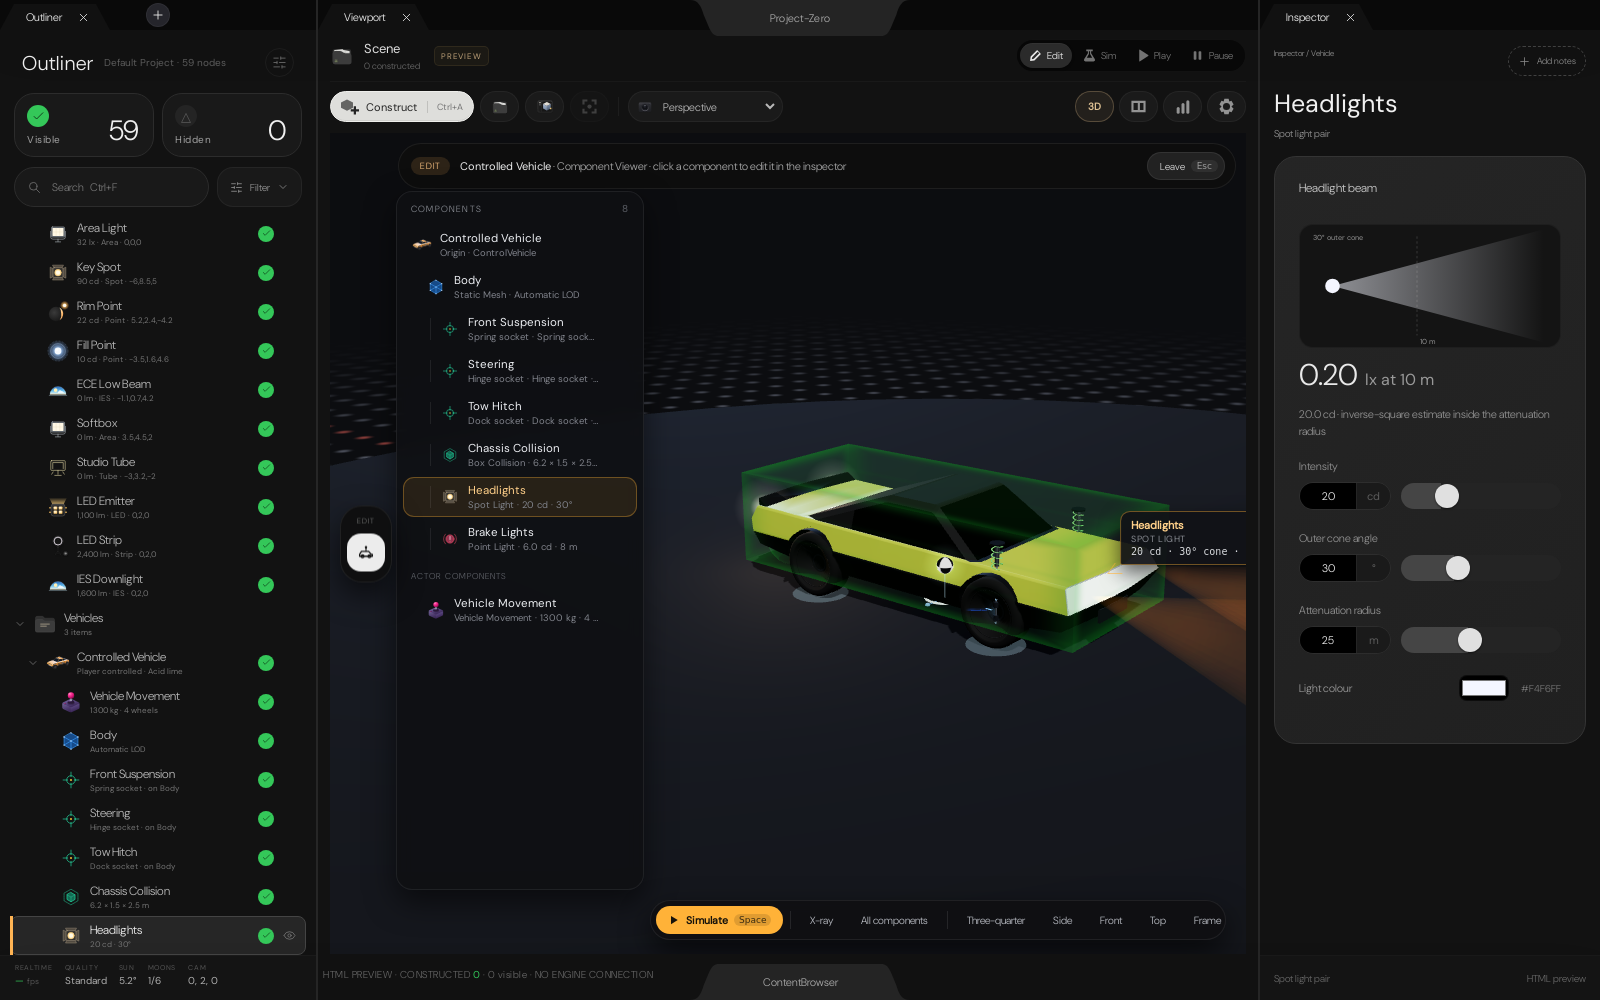 Outliner
Viewport
Project-Zero
Inspector
Outliner
Default Project · 59 nodes
Visible
59
Hidden
0
Search Ctrl+F
Filter
Area Light
32 lx · Area · 0,0,0
Key Spot
90 cd · Spot · -6,8.5,5
Rim Point
22 cd · Point · 5.2,2.4,-4.2
Fill Point
10 cd · Point · -3.5,1.6,4.6
ECE Low Beam
0 lm · IES · -1.1,0.7,4.2
Softbox
0 lm · Area · 3.4,5.2
Studio Tube
0 lm · Tube · -3,3.2,-2
LED Emitter
1,100 lm · LED · 0,2,0
LED Strip
2,400 lm · Strip · 0,2,0
IES Downlight
1,600 lm · IES · 0,2,0
Vehicles
3 items
Controlled Vehicle
Player controlled · Acid lime
Vehicle Movement
1300 kg · 4 wheels
Body
Automatic LOD
Front Suspension
Spring socket · on Body
Steering
Hinge socket · on Body
Tow Hitch
Dock socket · on Body
Chassis Collision
6.2 × 1.5 × 2.5 m
Headlights
20 cd · 30°
REALTIME
QUALITY
SUN
MOONS
CAM
— fps
Standard
5.2°
1/6
0, 2, 0
Scene
0 constructed
PREVIEW
Edit
Sim
Play
Pause
Construct
Ctrl+A
Perspective
3D
EDIT
Controlled Vehicle · Component Viewer · click a component to edit it in the inspector
Leave Esc
COMPONENTS 8
Controlled Vehicle
Origin · ControlVehicle
Body
Static Mesh · Automatic LOD
Front Suspension
Spring socket · Spring sock...
Steering
Hinge socket · Hinge socket ·...
Tow Hitch
Dock socket · Dock socket ·...
Chassis Collision
Box Collision · 6.2 × 1.5 × 2.5...
Headlights
Spot Light · 20 cd · 30°
Brake Lights
Point Light · 6.0 cd · 8 m
ACTOR COMPONENTS
Vehicle Movement
Vehicle Movement · 1300 kg · 4 ...
EDIT
Headlights
SPOT LIGHT
20 cd · 30° cone ·
Simulate Space
X-ray
All components
Three-quarter
Side
Front
Top
Frame
HTML PREVIEW · CONSTRUCTED 0 · 0 visible · NO ENGINE CONNECTION
ContentBrowser
Inspector / Vehicle
Add notes
Headlights
Spot light pair
Headlight beam
30° outer cone
10 m
0.20 lx at 10 m
20.0 cd · inverse-square estimate inside the attenuation
radius
Intensity
20 cd
Outer cone angle
30 °
Attenuation radius
25 m
Light colour
#F4F6FF
Spot light pair
HTML preview